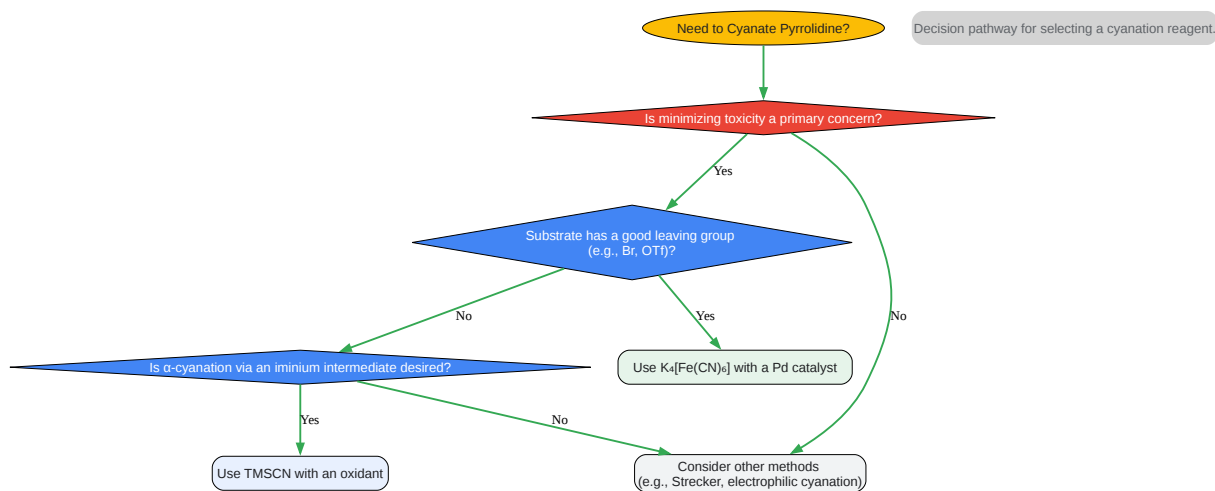 Need to Cyanate Pyrrolidine?
Decision pathway for selecting a cyanation reagent.
Is minimizing toxicity a primary concern?
Yes
Substrate has a good leaving group
(e.g., Br, OTf)?
No
Yes
No
Is α-cyanation via an iminium intermediate desired?
Use K₄[Fe(CN)₆] with a Pd catalyst
Yes
No
Use TMSCN with an oxidant
Consider other methods
(e.g., Strecker, electrophilic cyanation)